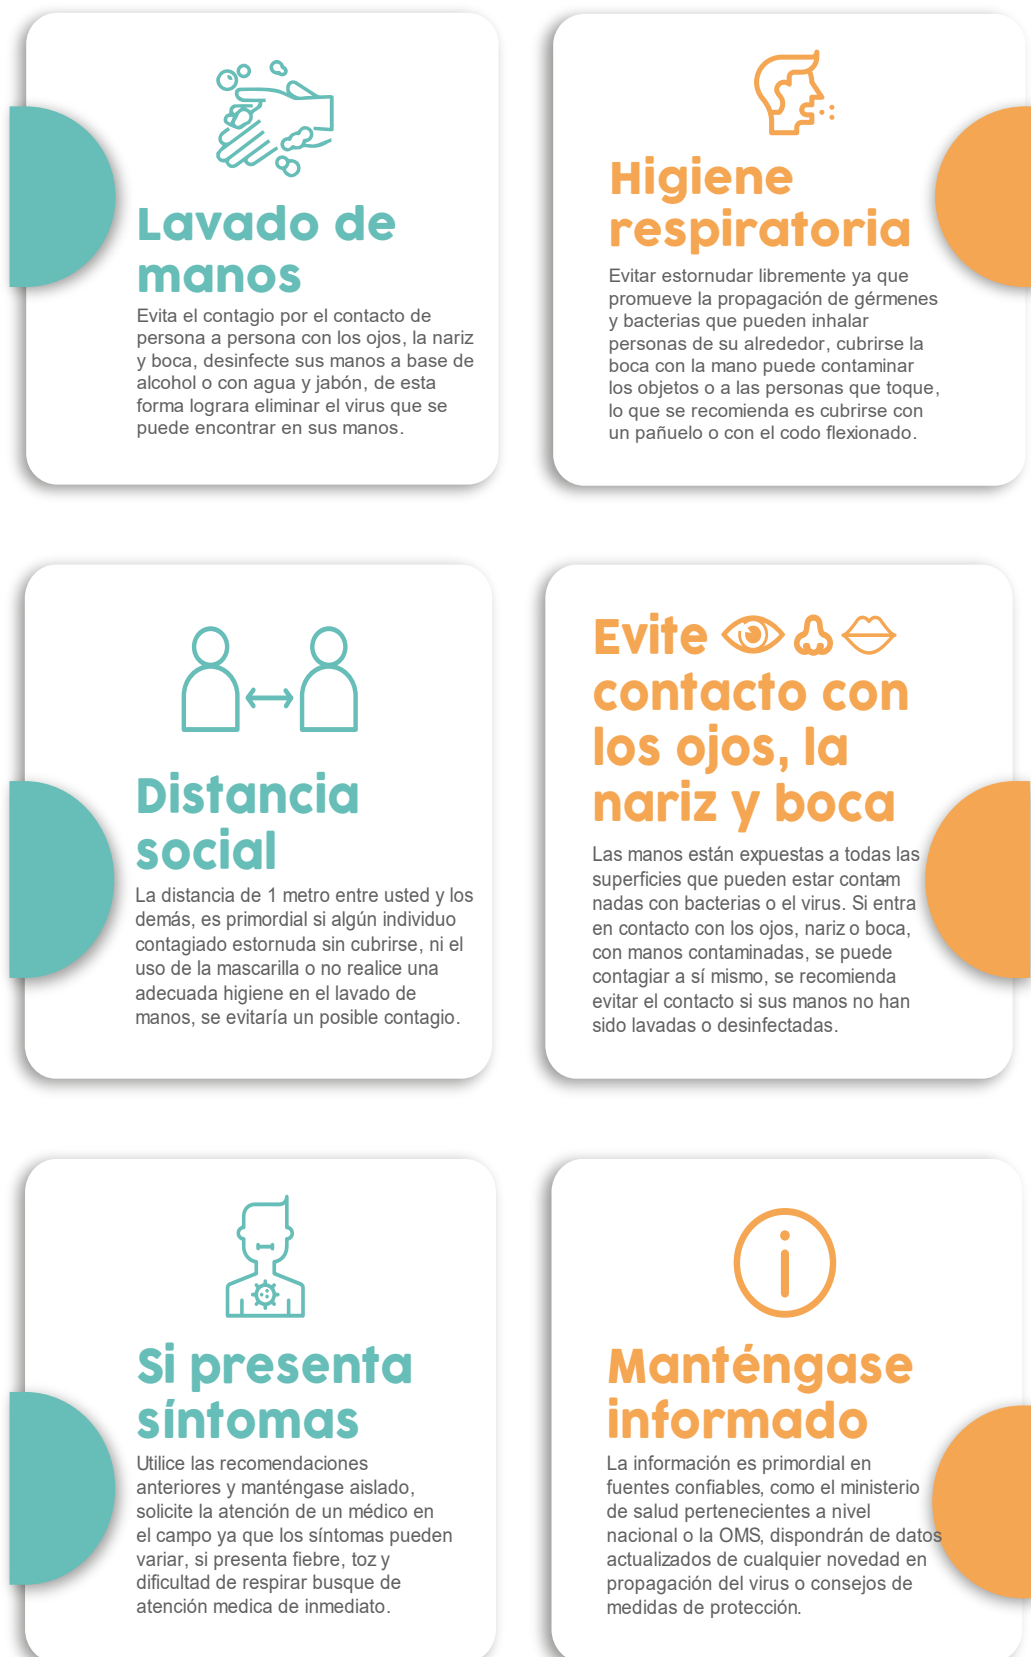 Lavado de
manos
Evita el contagio por el contacto de
persona a persona con los ojos, la nariz
y boca, desinfecte sus manos a base de
alcohol o con agua y jabón, de esta
forma lograra eliminar el virus que se
puede encontrar en sus manos.
Higiene
respiratoria
Evitar estornudar libremente ya que
promueve la propagación de gérmenes
y bacterias que pueden inhalar
personas de su alrededor, cubrirse la
boca con la mano puede contaminar
los objetos o a las personas que toque,
lo que se recomienda es cubrirse con
un pañuelo o con el codo flexionado.
Distancia
social
La distancia de 1 metro entre usted y los
demás, es primordial si algún individuo
contagiado estornuda sin cubrirse, ni el
uso de la mascarilla o no realice una
adecuada higiene en el lavado de
manos, se evitaría un posible contagio.
Evite
contacto con
los ojos, la
nariz y boca
Las manos están expuestas a todas las
superficies que pueden estar contam-
nadas con bacterias o el virus. Si entra
en contacto con los ojos, nariz o boca,
con manos contaminadas, se puede
contagiar a sí mismo, se recomienda
evitar el contacto si sus manos no han
sido lavadas o desinfectadas.
Si presenta
síntomas
Utilice las recomendaciones
anteriores y manténgase aislado,
solicite la atención de un médico en
el campo ya que los síntomas pueden
variar, si presenta fiebre, toz y
dificultad de respirar busque de
atención medica de inmediato.
Manténgase
informado
La información es primordial en
fuentes confiables, como el ministerio
de salud pertenecientes a nivel
nacional o la OMS, dispondrán de datos
actualizados de cualquier novedad en
propagación del virus o consejos de
medidas de protección.